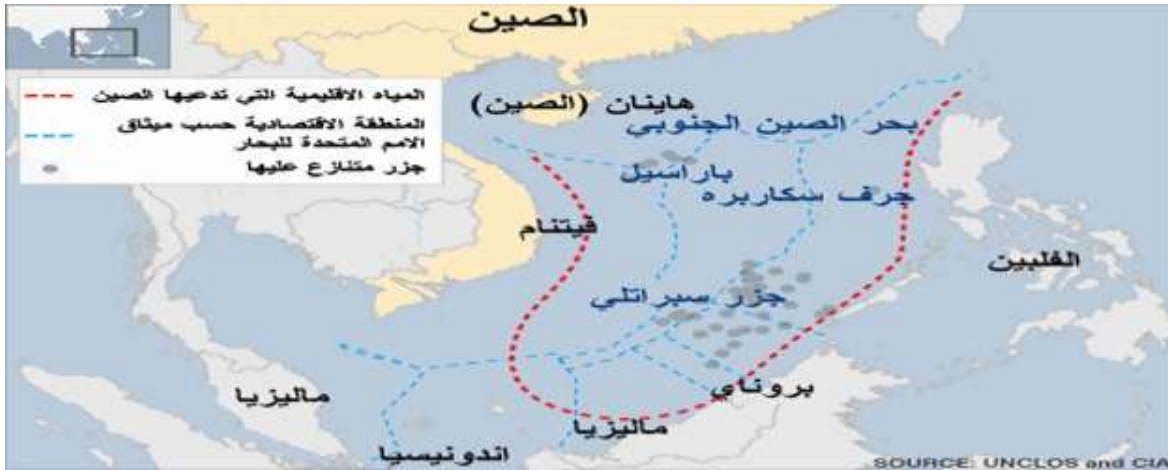 الصين
المياه الاقليمية التي تدعيها الصين
المنطقة الاقتصادية حسب ميثاق
الامم المتحدة للبحار
جزر متنازع عليها
هاينان (الصين)
بحر الصين الجنوبي
باراسيل
جرف سكاربره
فيتنام
الفلبين
جزر سبراتلي
بروناي
ماليزيا
ماليزيا
اندونيسيا
SOURCE: UNCLOS and CIA